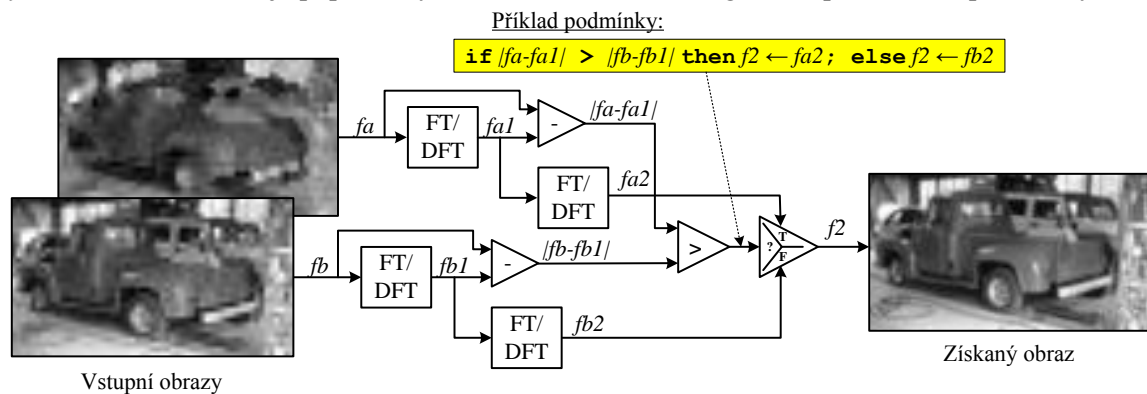 Příklad podmínky:
if |fa-fa1| > |fb-fb1| then f2 ← fa2; else f2 ← fb2
fa
FT/
DFT
fa1
-
|fa-fa1|
FT/
DFT
fa2
fb
FT/
DFT
fb1
-
|fb-fb1|
>
?
T
F
f2
FT/
DFT
fb2
Vstupní obrazy
Získaný obraz